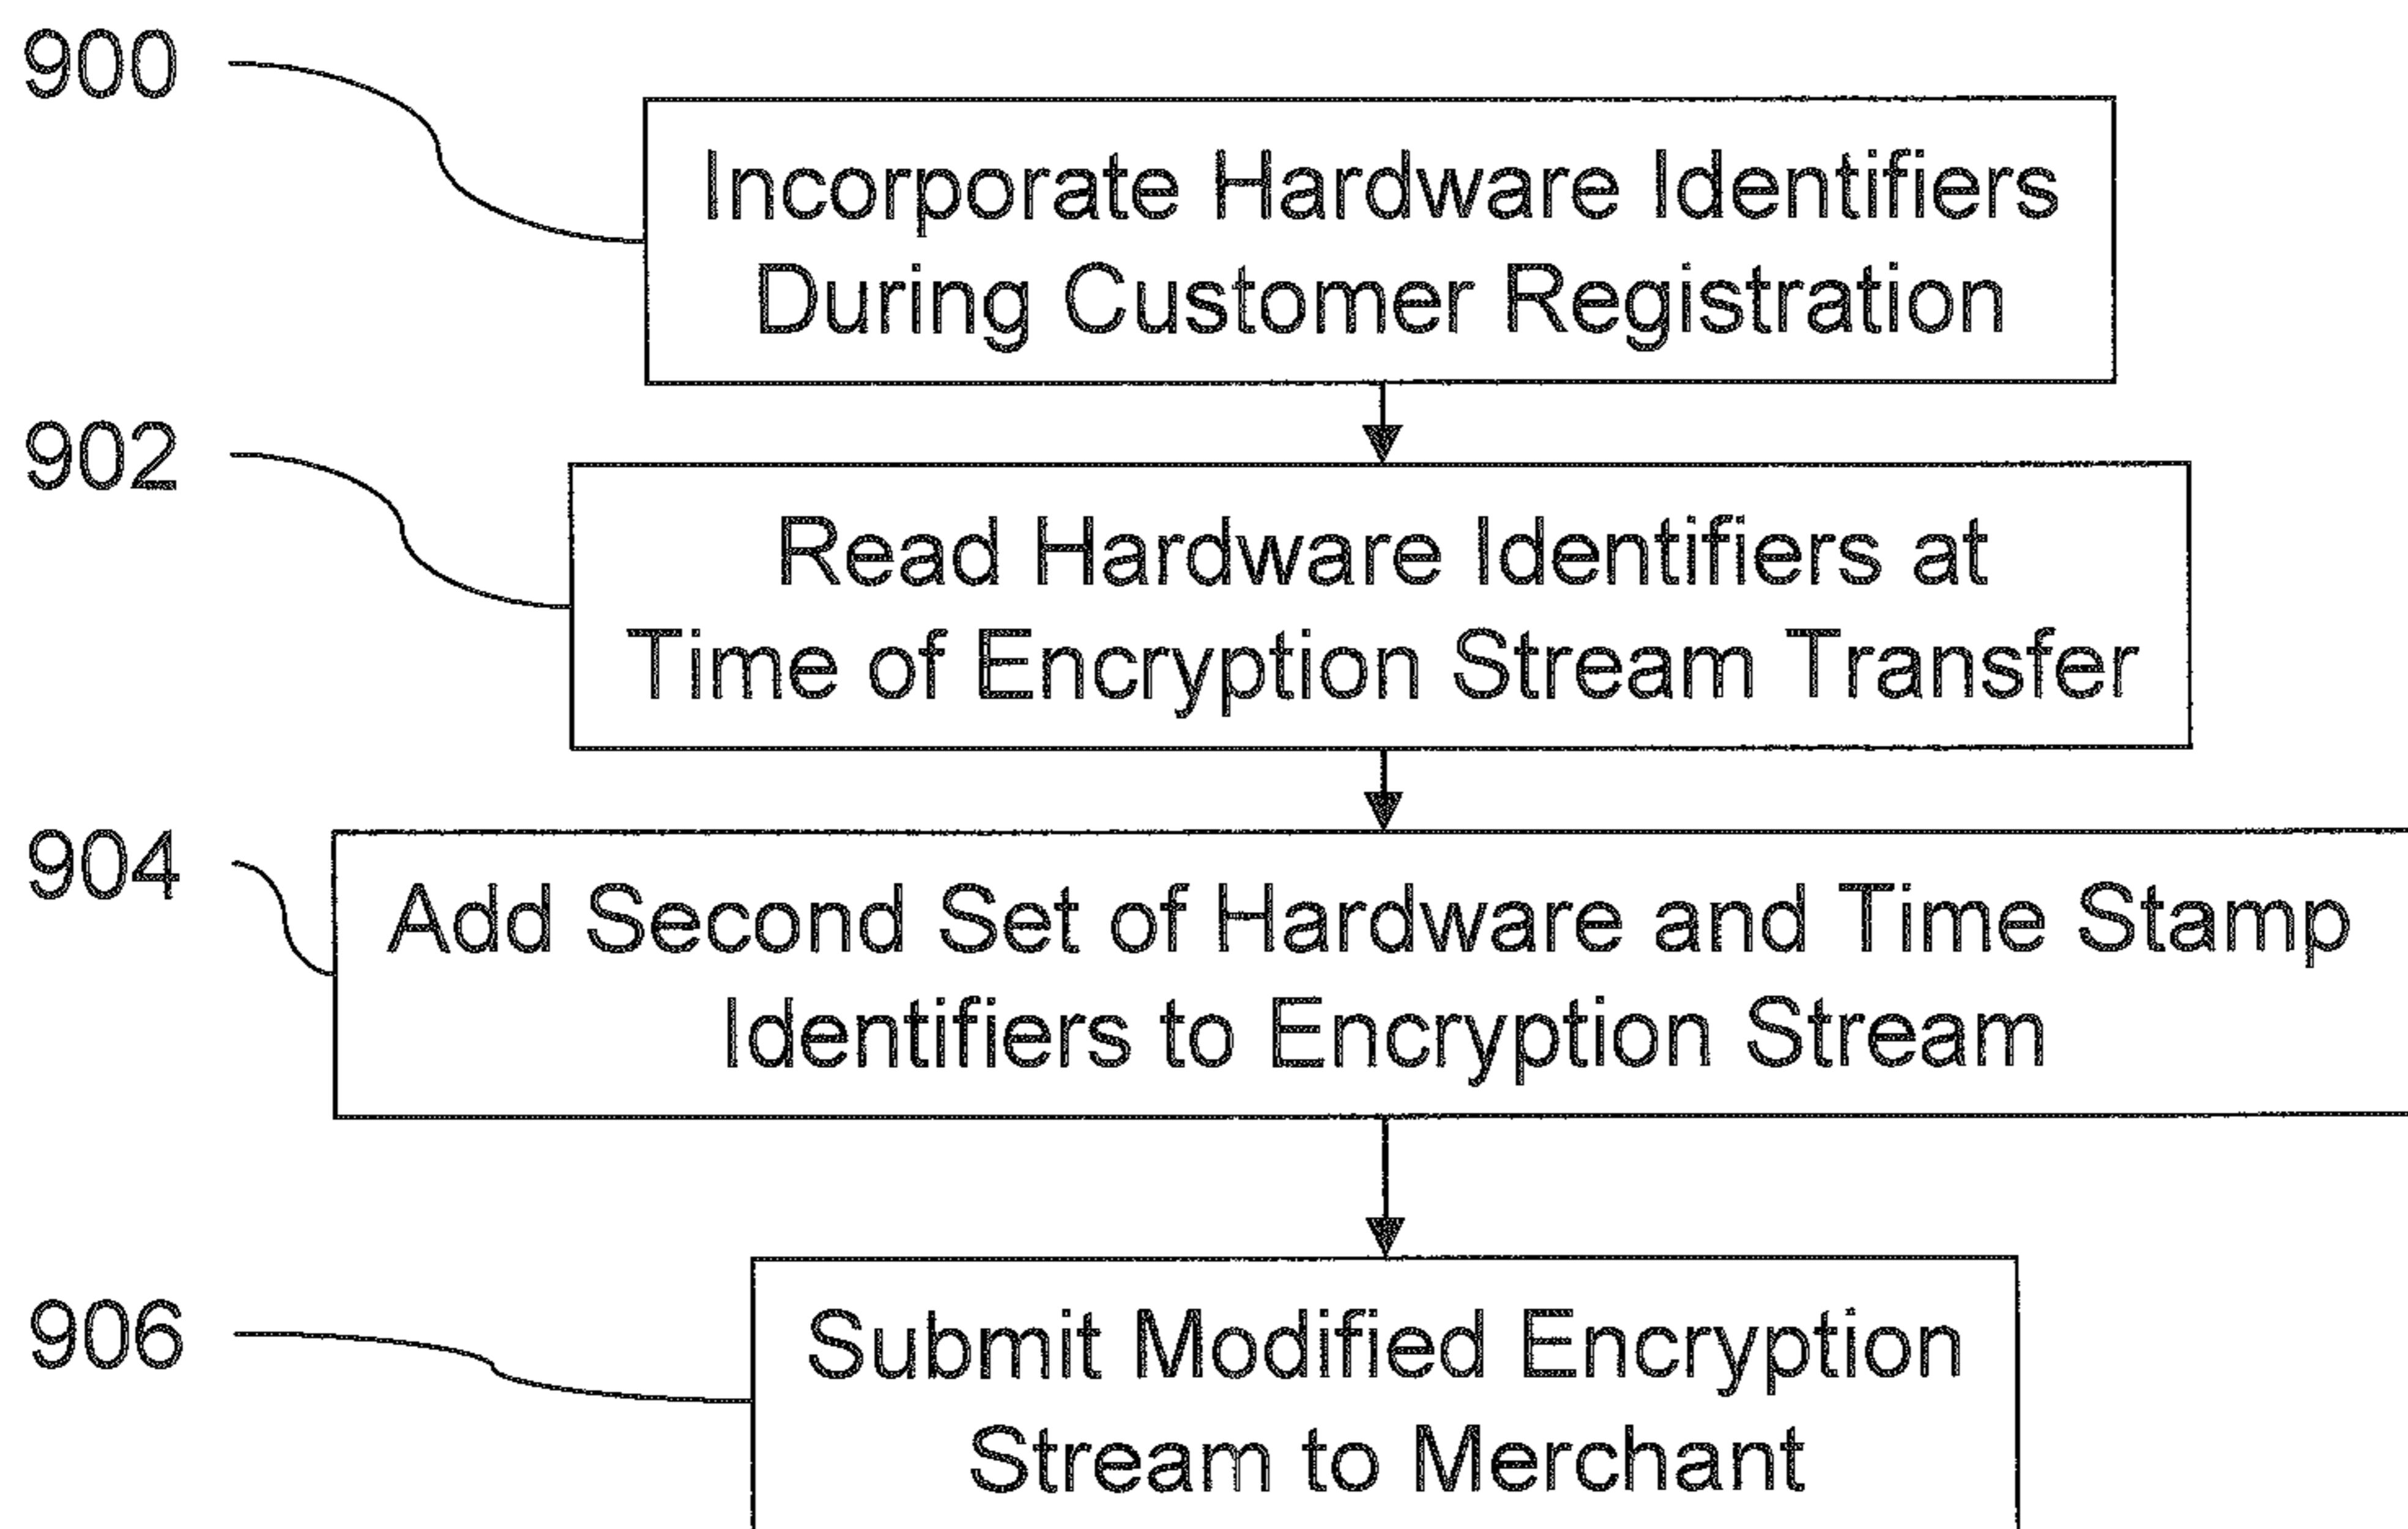 900
Incorporate Hardware Identifiers
During Customer Registration
902
Read Hardware Identifiers at
Time of Encryption Stream Transfer
904
Add Second Set of Hardware and Time Stamp
Identifiers to Encryption Stream
906
Submit Modified Encryption
Stream to Merchant